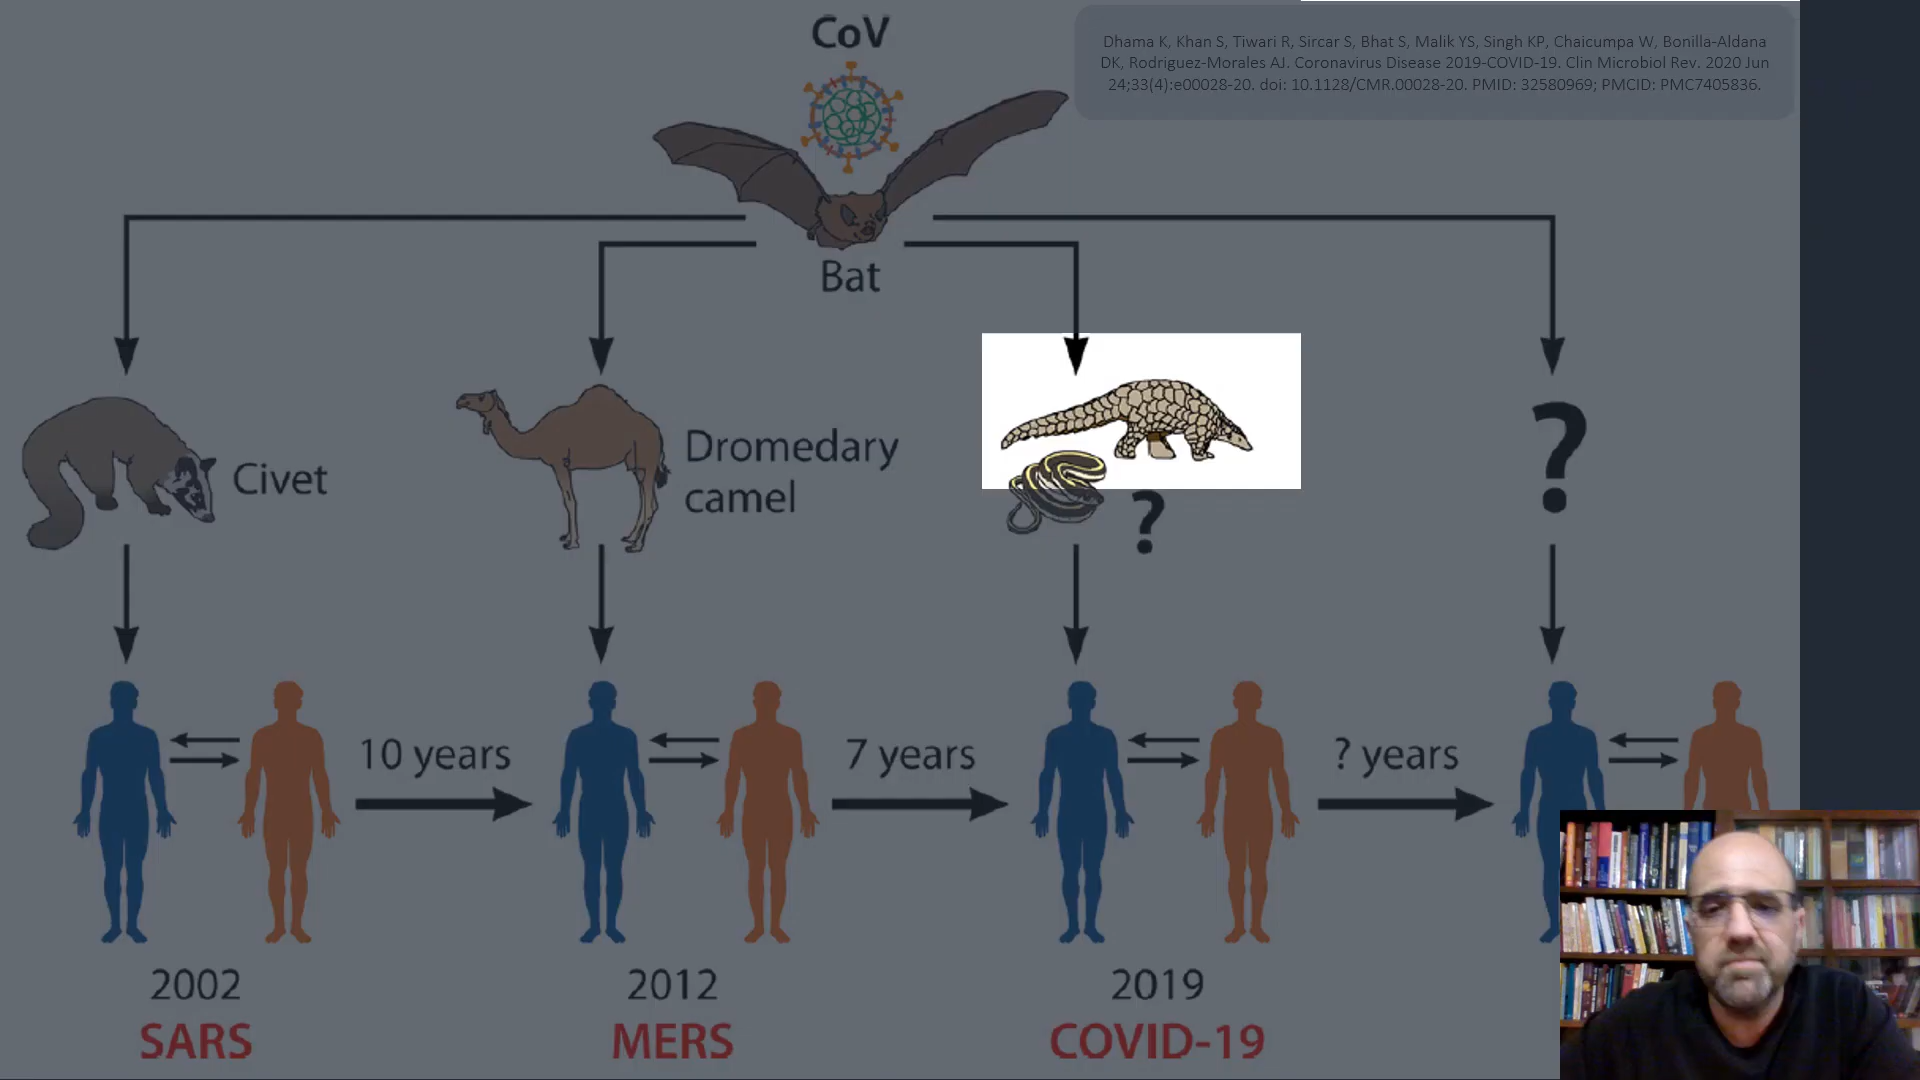 CoV
Dhama K, Khan S, Tiwari R, Sircar S, Bhat S, Malik YS, Singh KP, Chaicumpa W, Bonilla-Aldana
DK, Rodriguez-Morales AJ. Coronavirus Disease 2019-COVID-19. Clin Microbiol Rev. 2020 Jun
24;33(4):e00028-20. doi: 10.1128/CMR.00028-20. PMID: 32580969; PMCID: PMC7405836.
Bat
Civet
Dromedary
camel
?
?
10 years
7 years
? years
2002
SARS
2012
MERS
2019
COVID-19